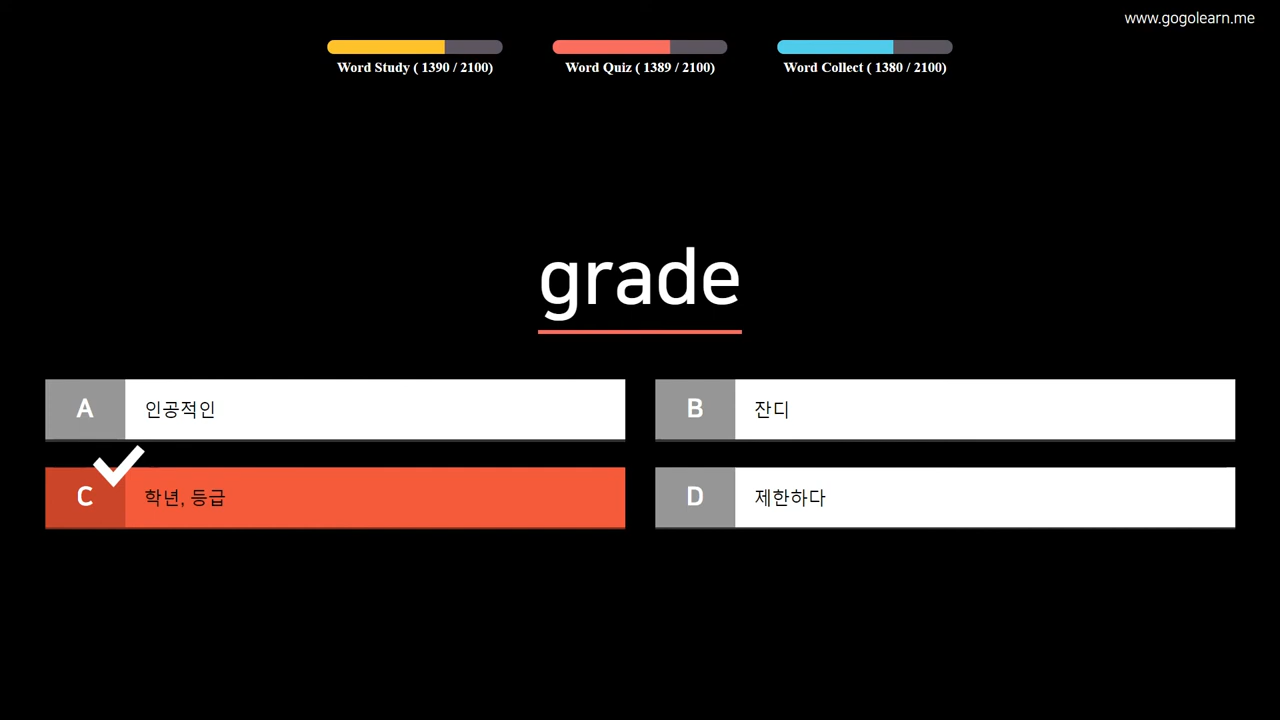 www.gogolearn.me
Word Study ( 1390 / 2100)
Word Quiz ( 1389 / 2100)
Word Collect ( 1380 / 2100)
grade
A 인공적인
B 잔디
C 학년, 등급
D 제한하다